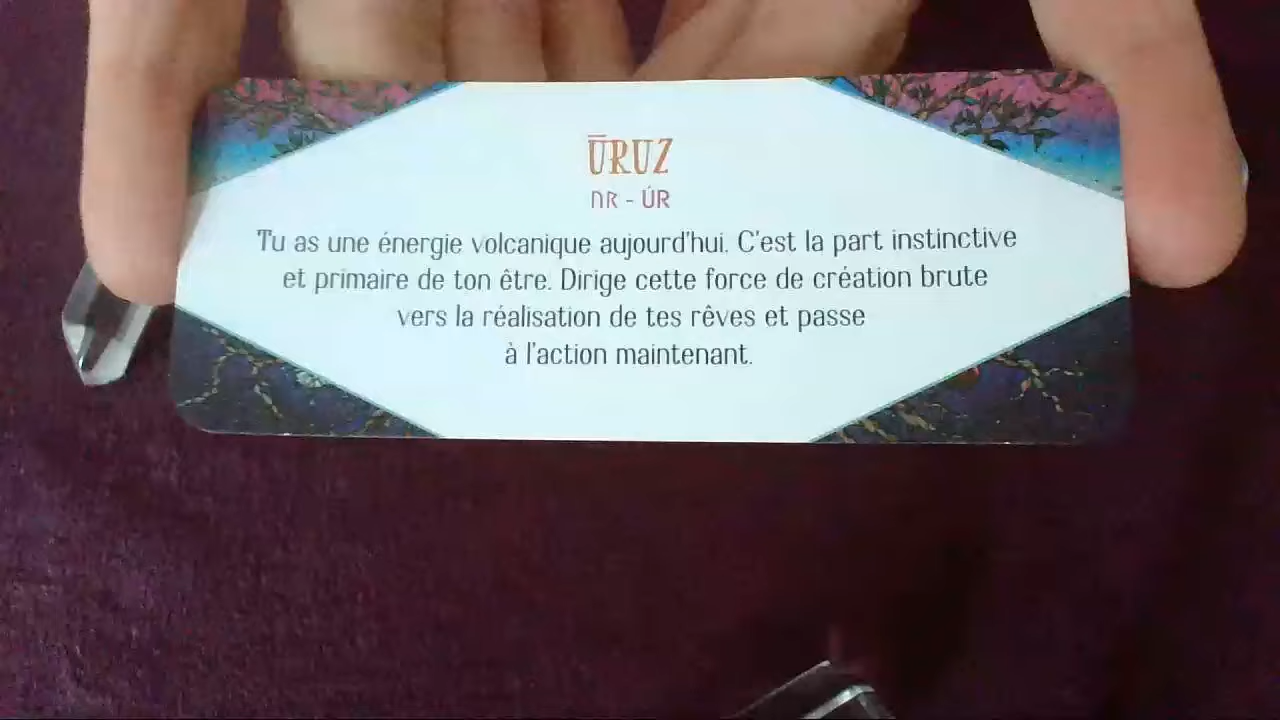 ŪRUZ
ᚢᚱ - ÚR
Tu as une énergie volcanique aujourd'hui. C'est la part instinctive
et primaire de ton être. Dirige cette force de création brute
vers la réalisation de tes rêves et passe
à l'action maintenant.